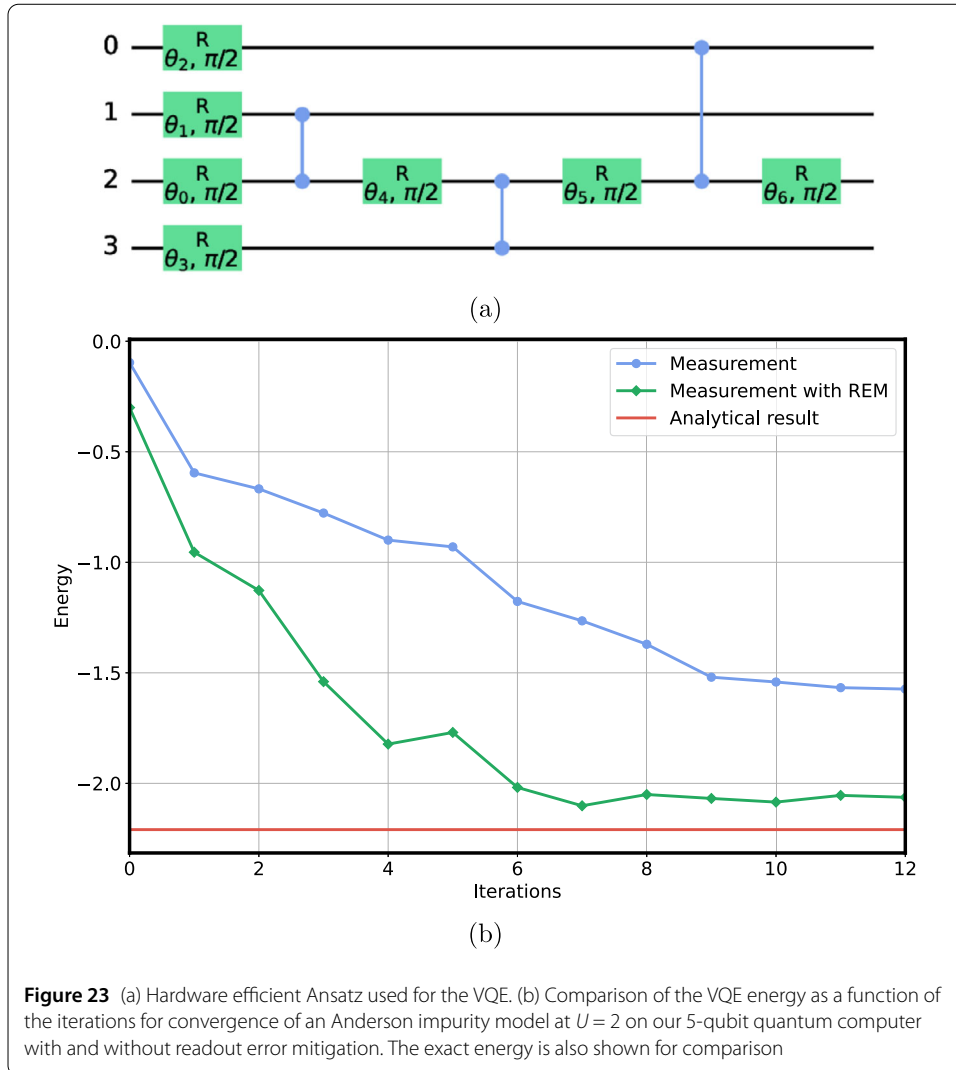 0
R
θ₂, π/2
1
R
θ₁, π/2
2
R
θ₀, π/2
R
θ₄, π/2
R
θ₅, π/2
R
θ₆, π/2
3
R
θ₃, π/2
(a)
0.0
−0.5
−1.0
−1.5
−2.0
Energy
Measurement
Measurement with REM
Analytical result
0 2 4 6 8 10 12
Iterations
(b)
Figure 23 (a) Hardware efficient Ansatz used for the VQE. (b) Comparison of the VQE energy as a function of
the iterations for convergence of an Anderson impurity model at U = 2 on our 5-qubit quantum computer
with and without readout error mitigation. The exact energy is also shown for comparison